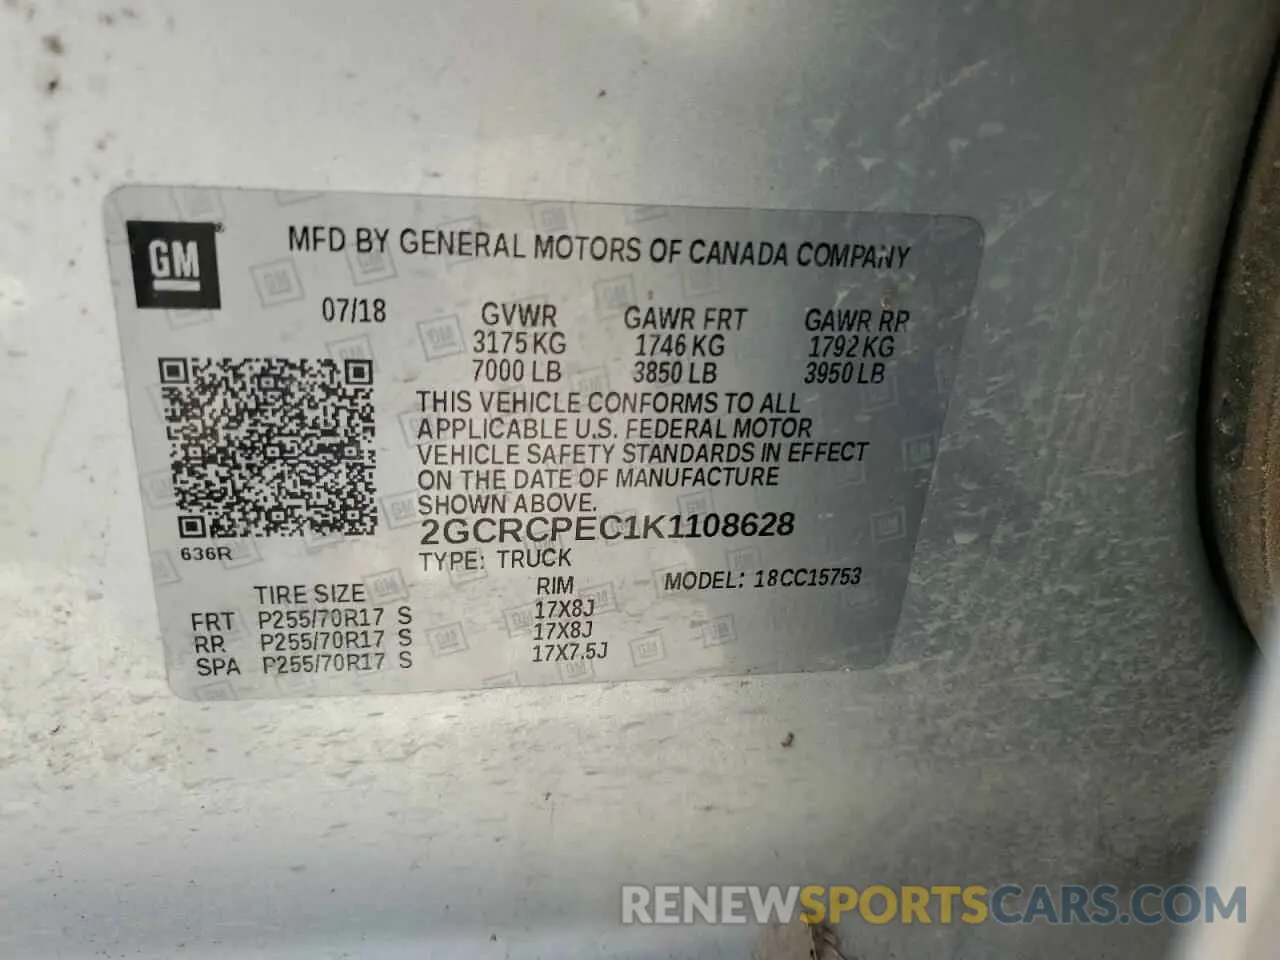 GM®
MFD BY GENERAL MOTORS OF CANADA COMPANY
07/18 GVWR GAWR FRT GAWR RR
3175 KG 1746 KG 1792 KG
7000 LB 3850 LB 3950 LB
THIS VEHICLE CONFORMS TO ALL
APPLICABLE U.S. FEDERAL MOTOR
VEHICLE SAFETY STANDARDS IN EFFECT
ON THE DATE OF MANUFACTURE
SHOWN ABOVE.
2GCRCPEC1K1108628
636R
TYPE: TRUCK
TIRE SIZE RIM MODEL: 18CC15753
FRT P255/70R17 S 17X8J
RR P255/70R17 S 17X8J
SPA P255/70R17 S 17X7.5J
RENEWSPORTSCARS.COM